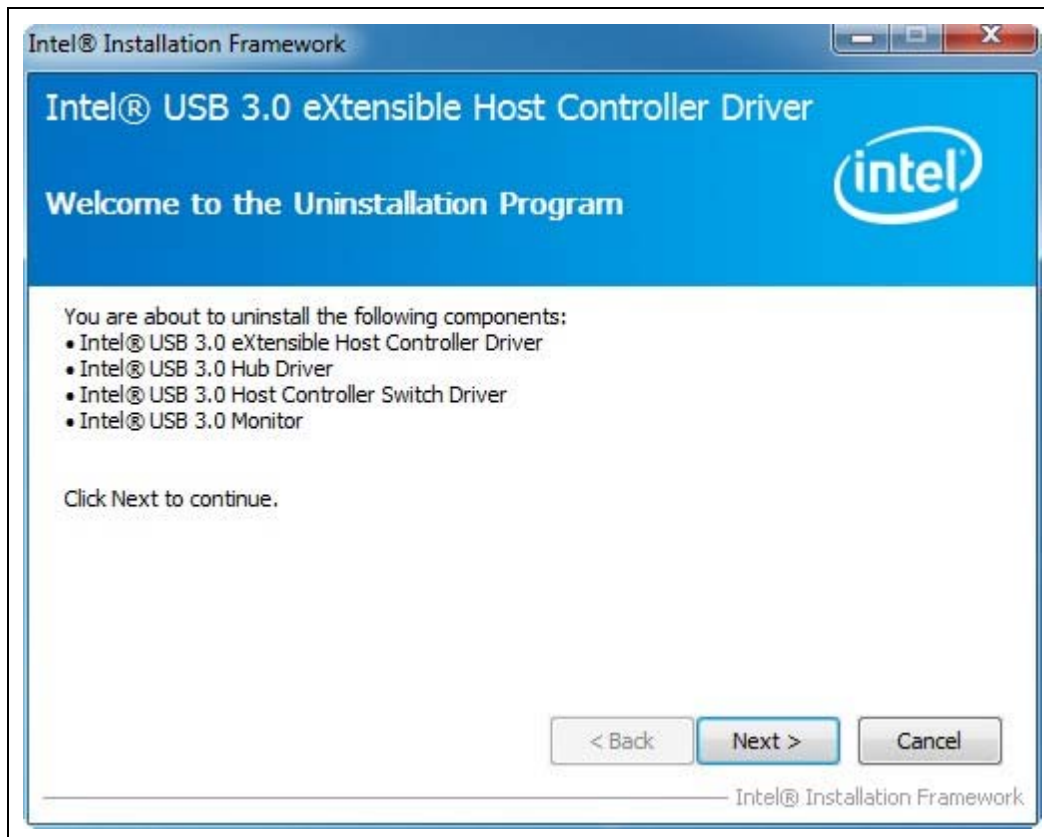 Intel® Installation Framework
Intel® USB 3.0 eXtensible Host Controller Driver
intel®
Welcome to the Uninstallation Program
You are about to uninstall the following components:
• Intel® USB 3.0 eXtensible Host Controller Driver
• Intel® USB 3.0 Hub Driver
• Intel® USB 3.0 Host Controller Switch Driver
• Intel® USB 3.0 Monitor
Click Next to continue.
< Back Next > Cancel
Intel® Installation Framework